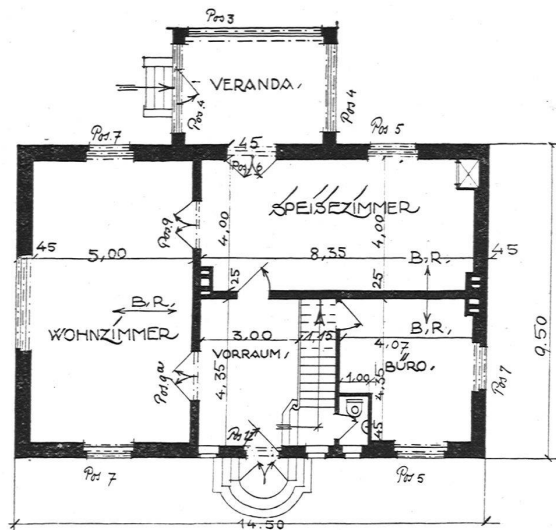 Pos 3
VERANDA.
Pos. 4
Pos 4
Pos. 7
45
Pos. 6
Pos 5
SPEISEZIMMER
Pos. 9
4,00
4,00
45
5,00
8,35
45
25
25
B.R.
B.R.
B.R.
WOHNZIMMER
3,00
1,15
4,07
VORRAUM.
BÜRO.
Pos. 9a
4,35
1,00
4,35
Pos 7
9.50
45
Pos 7
Pos 5
14.50